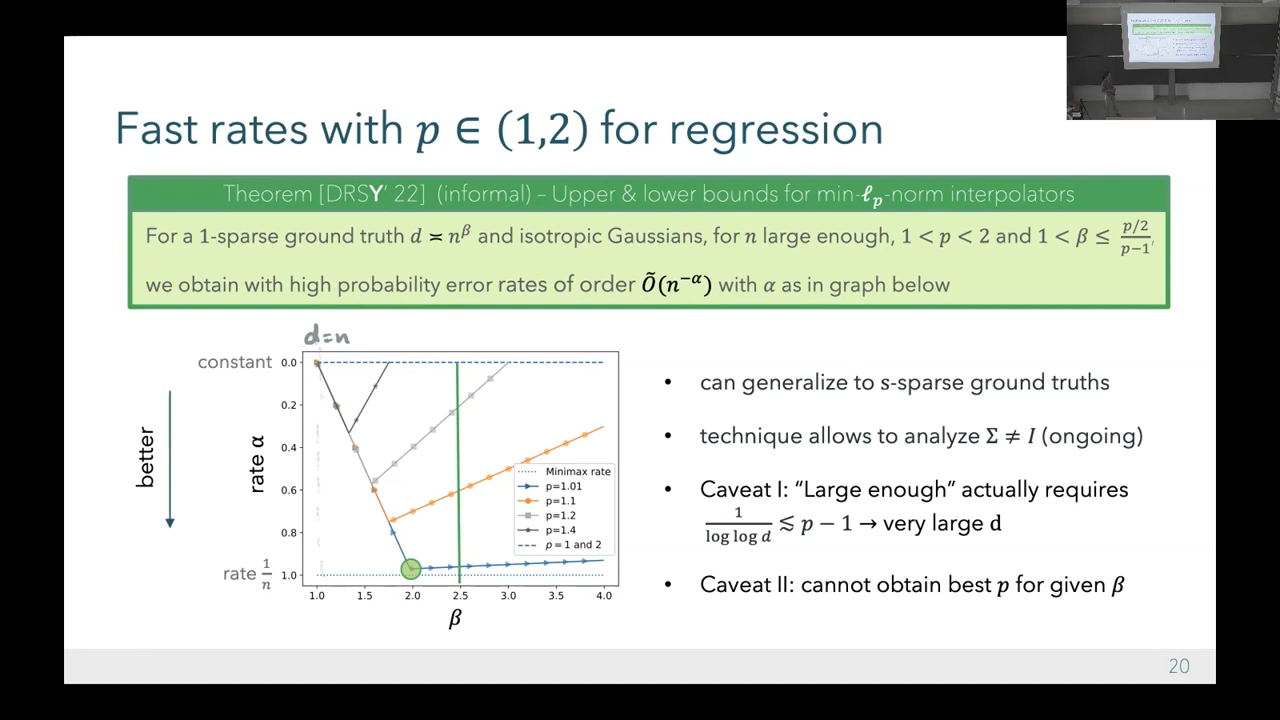 Fast rates with p ∈ (1,2) for regression
Theorem [DRSY' 22] (informal) – Upper & lower bounds for min-ℓp-norm interpolators
For a 1-sparse ground truth d ≍ n^β and isotropic Gaussians, for n large enough, 1 < p < 2 and 1 < β ≤ (p/2)/(p−1),
we obtain with high probability error rates of order Õ(n^−α) with α as in graph below
d=n
constant
better
rate α
rate 1/n
0.0
0.2
0.4
0.6
0.8
1.0
1.0 1.5 2.0 2.5 3.0 3.5 4.0
β
Minimax rate
p=1.01
p=1.1
p=1.2
p=1.4
p = 1 and 2
• can generalize to s-sparse ground truths
• technique allows to analyze Σ ≠ I (ongoing)
• Caveat I: "Large enough" actually requires
1/(log log d) ≲ p − 1 → very large d
• Caveat II: cannot obtain best p for given β
20